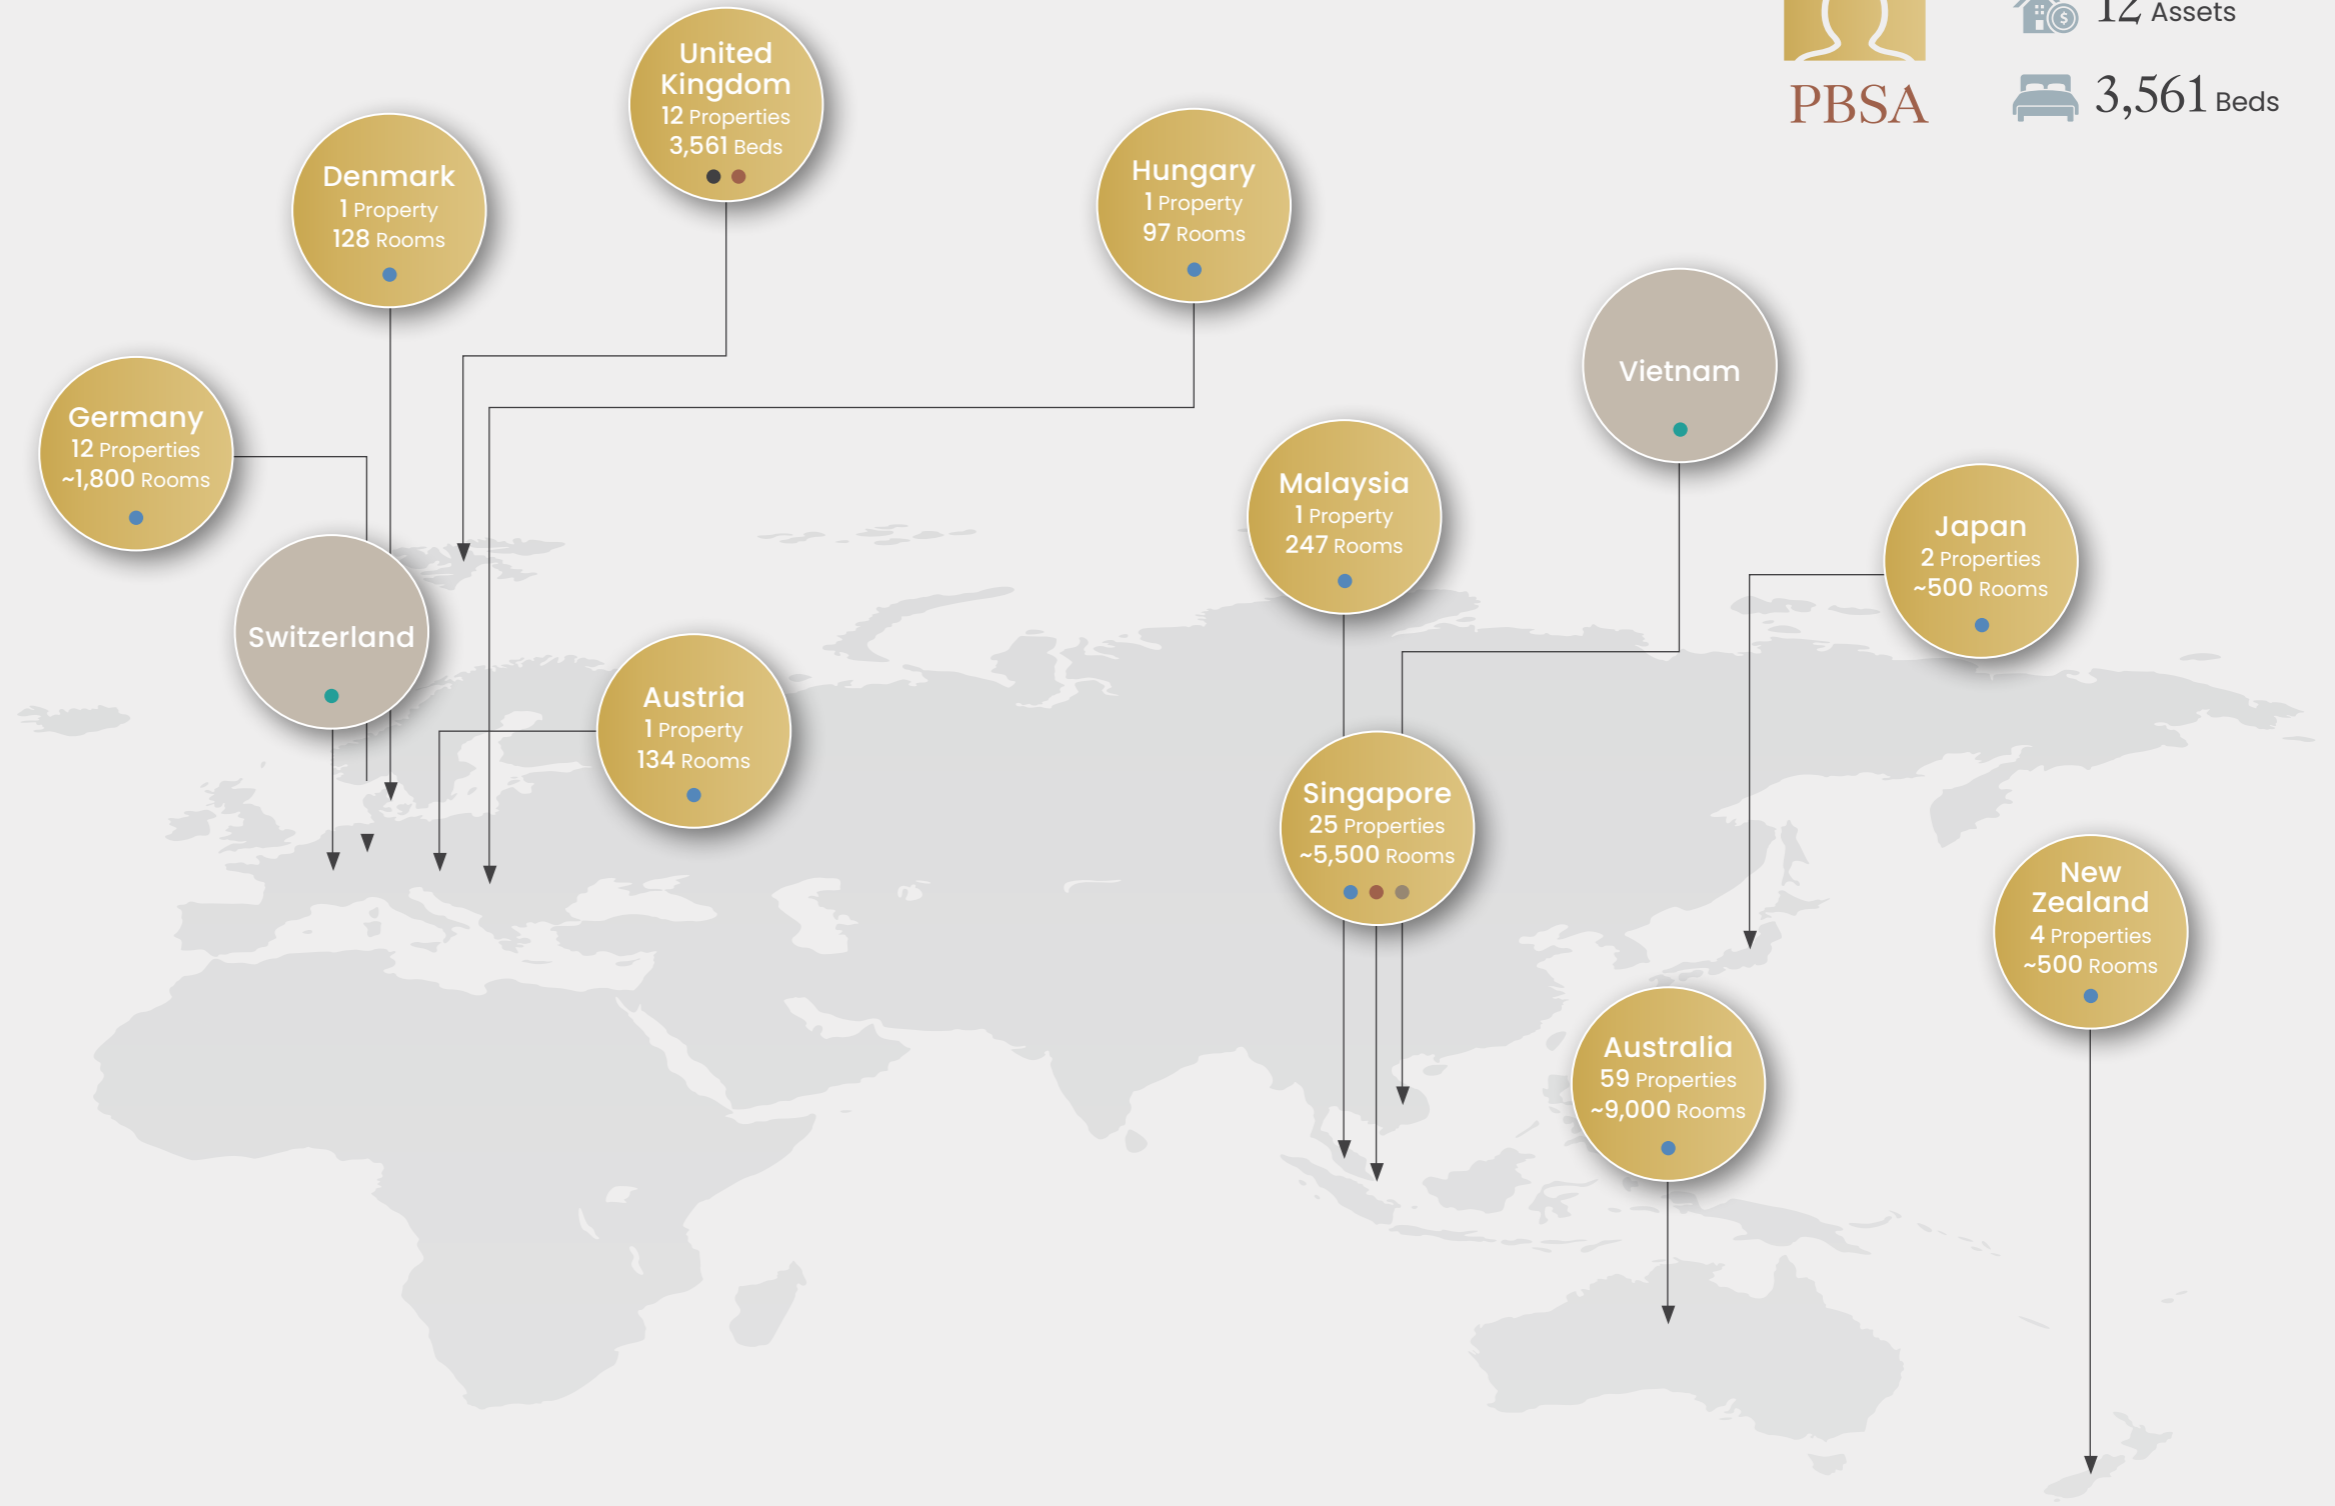 12 Assets
PBSA
3,561 Beds
United
Kingdom
12 Properties
3,561 Beds
Denmark
1 Property
128 Rooms
Hungary
1 Property
97 Rooms
Vietnam
Germany
12 Properties
~1,800 Rooms
Malaysia
1 Property
247 Rooms
Japan
2 Properties
~500 Rooms
Switzerland
Austria
1 Property
134 Rooms
Singapore
25 Properties
~5,500 Rooms
New
Zealand
4 Properties
~500 Rooms
Australia
59 Properties
~9,000 Rooms